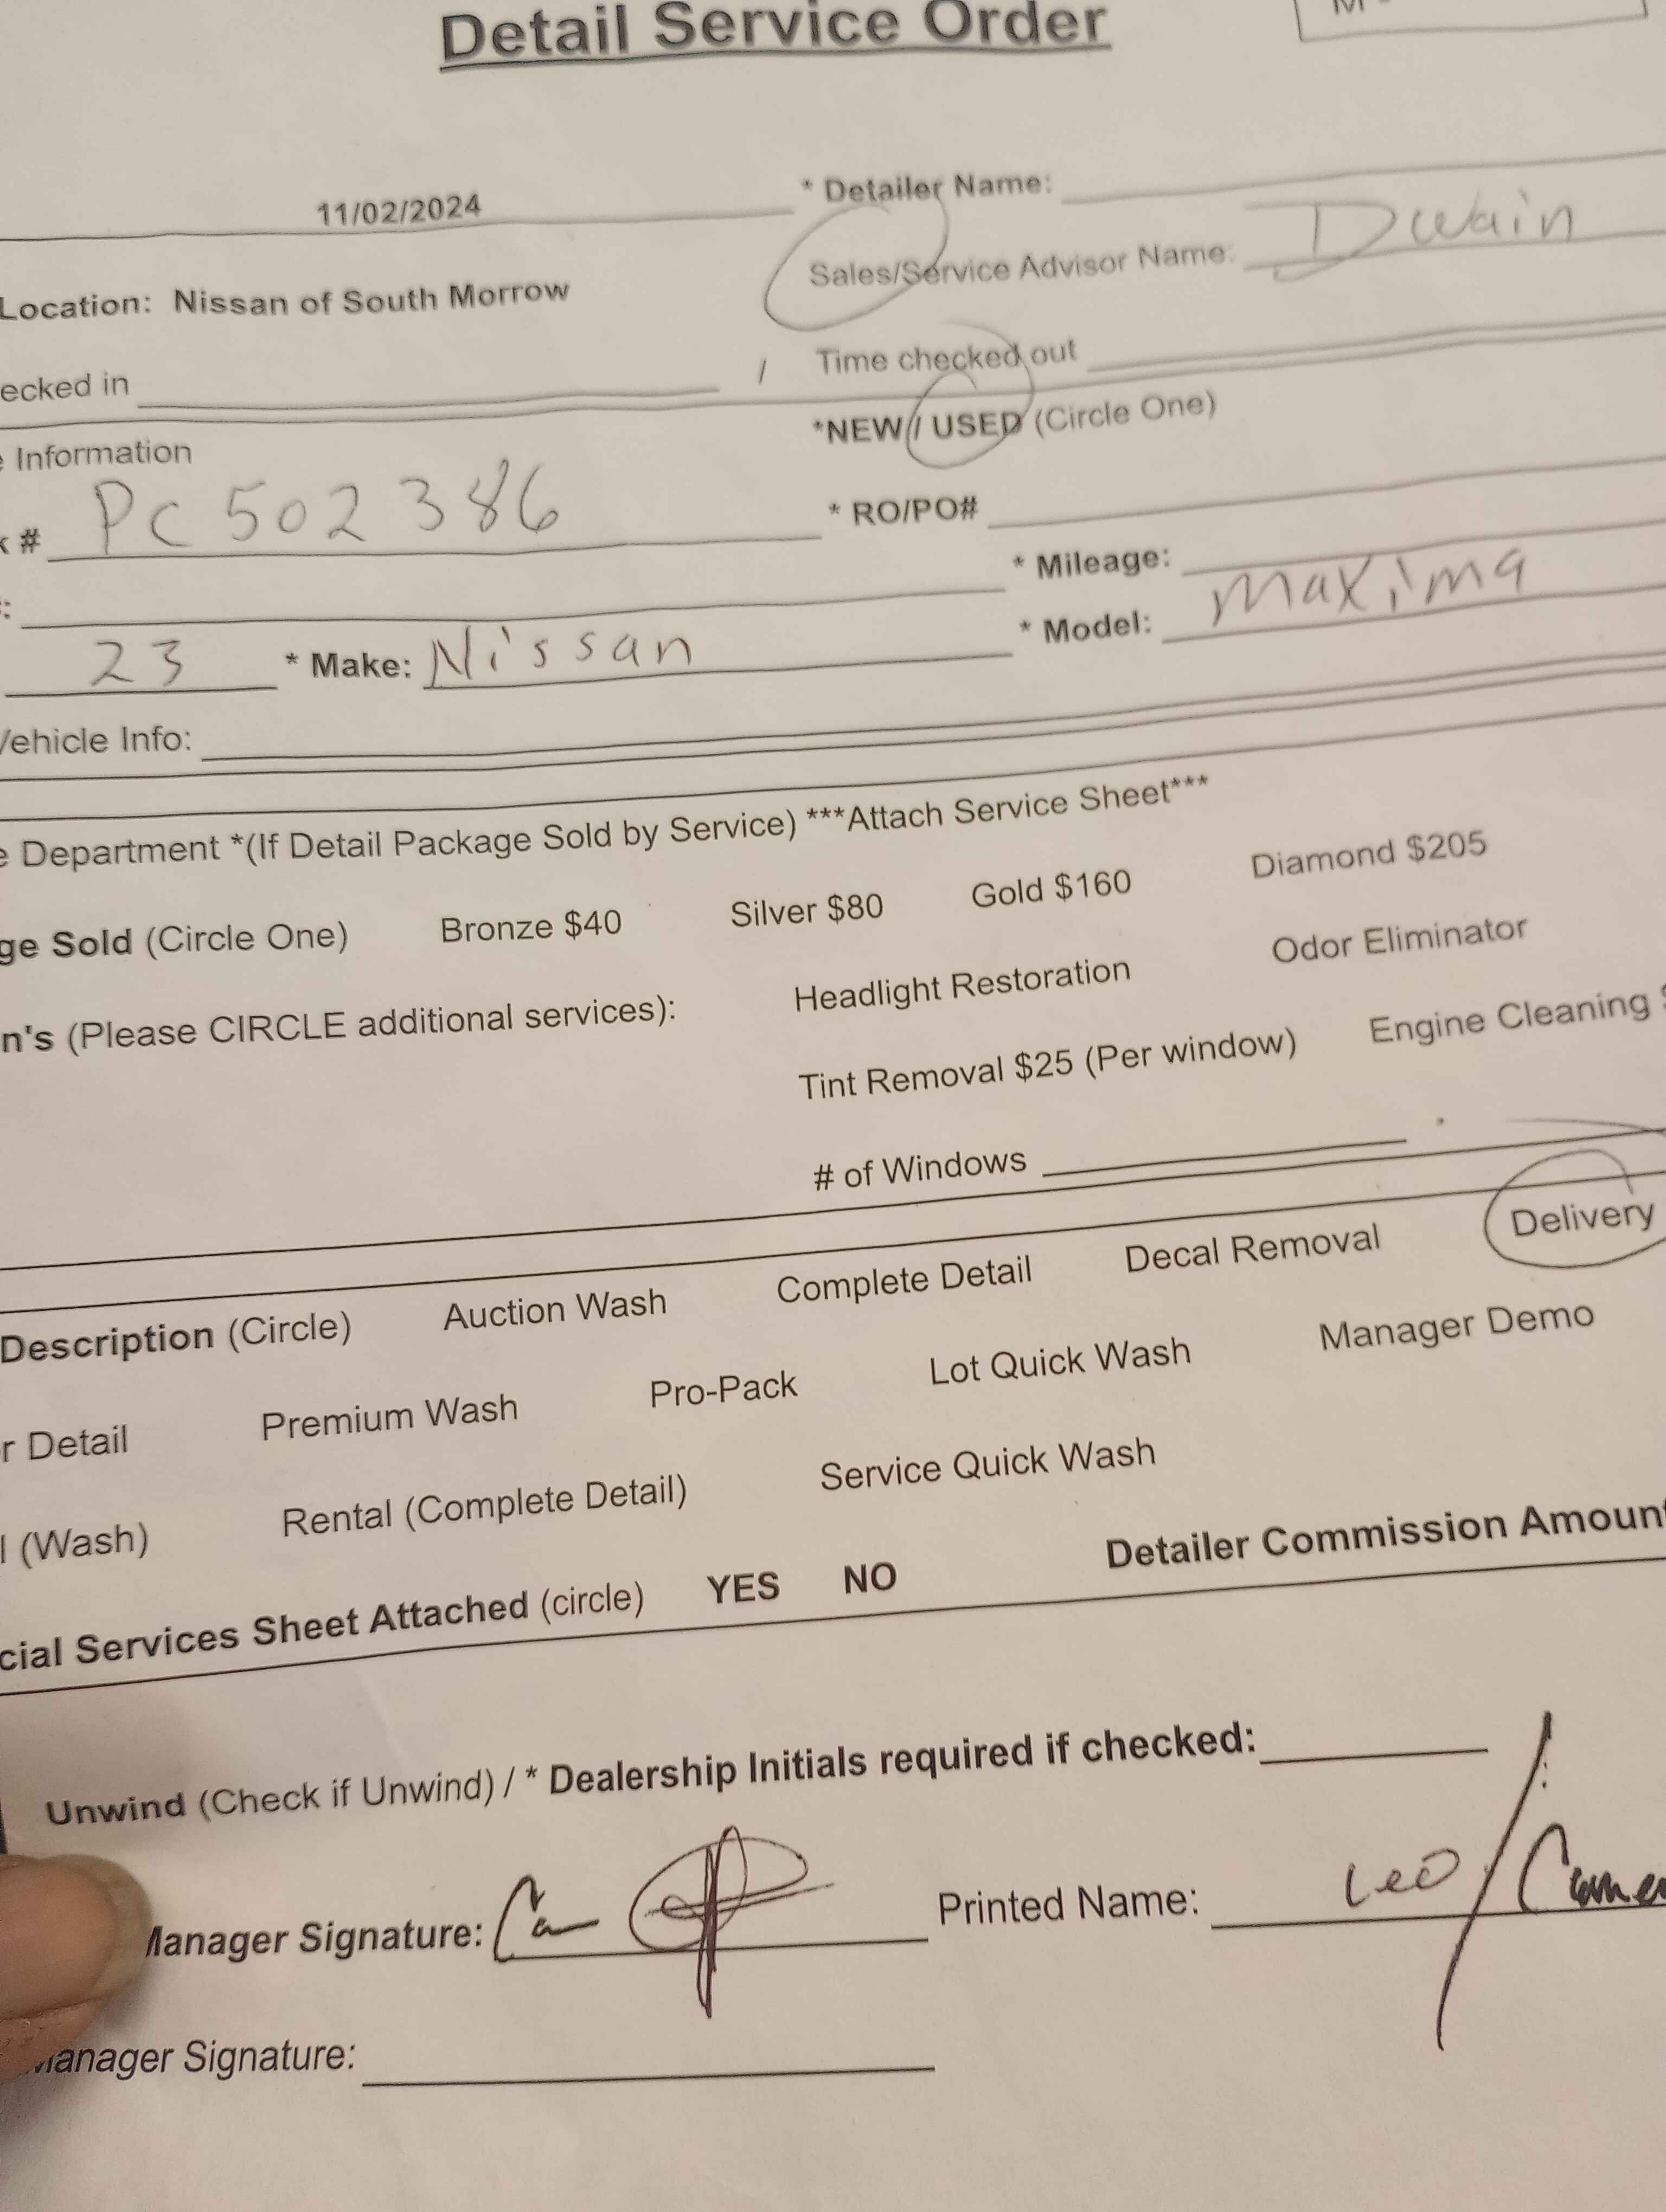 Detail Service Order
11/02/2024 * Detailer Name:
Sales/Service Advisor Name: Dwain
Location: Nissan of South Morrow
ecked in / Time checked out
Information *NEW / USED (Circle One)
# PC502386 * RO/PO#
* Mileage:
23 * Make: Nissan * Model: Maxima
Vehicle Info:
Department *(If Detail Package Sold by Service) ***Attach Service Sheet***
ge Sold (Circle One) Bronze $40 Silver $80 Gold $160 Diamond $205
n's (Please CIRCLE additional services): Headlight Restoration Odor Eliminator
Tint Removal $25 (Per window) Engine Cleaning
# of Windows
Description (Circle) Auction Wash Complete Detail Decal Removal Delivery
r Detail Premium Wash Pro-Pack Lot Quick Wash Manager Demo
l (Wash) Rental (Complete Detail) Service Quick Wash
cial Services Sheet Attached (circle) YES NO Detailer Commission Amount
Unwind (Check if Unwind) / * Dealership Initials required if checked:
Manager Signature: Printed Name: Leo / Came
Manager Signature: